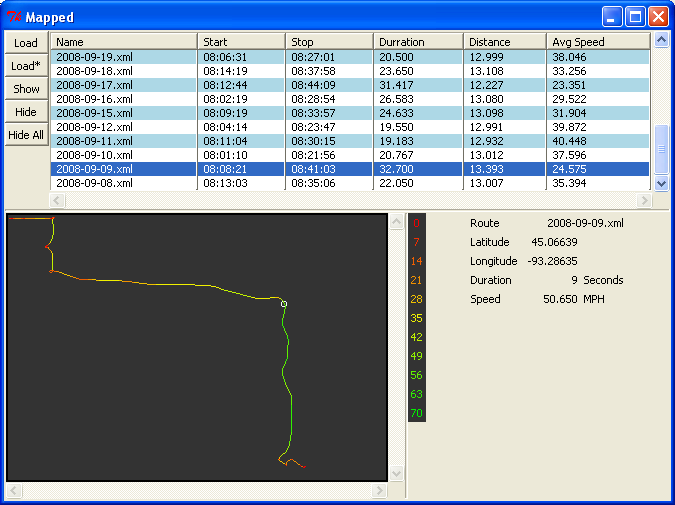 Mapped
Load
Load*
Show
Hide
Hide All
Name Start Stop Durration Distance Avg Speed
2008-09-19.xml 08:06:31 08:27:01 20.500 12.999 38.046
2008-09-18.xml 08:14:19 08:37:58 23.650 13.108 33.256
2008-09-17.xml 08:12:44 08:44:09 31.417 12.227 23.351
2008-09-16.xml 08:02:19 08:28:54 26.583 13.080 29.522
2008-09-15.xml 08:09:19 08:33:57 24.633 13.098 31.904
2008-09-12.xml 08:04:14 08:23:47 19.550 12.991 39.872
2008-09-11.xml 08:11:04 08:30:15 19.183 12.932 40.448
2008-09-10.xml 08:01:10 08:21:56 20.767 13.012 37.596
2008-09-09.xml 08:08:21 08:41:03 32.700 13.393 24.575
2008-09-08.xml 08:13:03 08:35:06 22.050 13.007 35.394
0
7
14
21
28
35
42
49
56
63
70
Route 2008-09-09.xml
Latitude 45.06639
Longitude -93.28635
Duration 9 Seconds
Speed 50.650 MPH